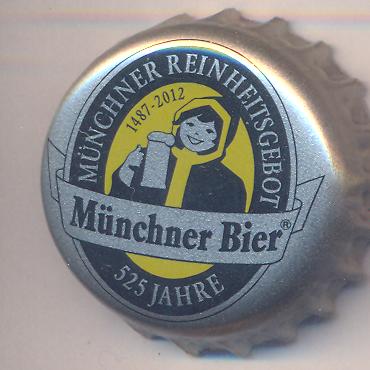 MÜNCHNER REINHEITSGEBOT
1487-2012
Münchner Bier®
525 JAHRE